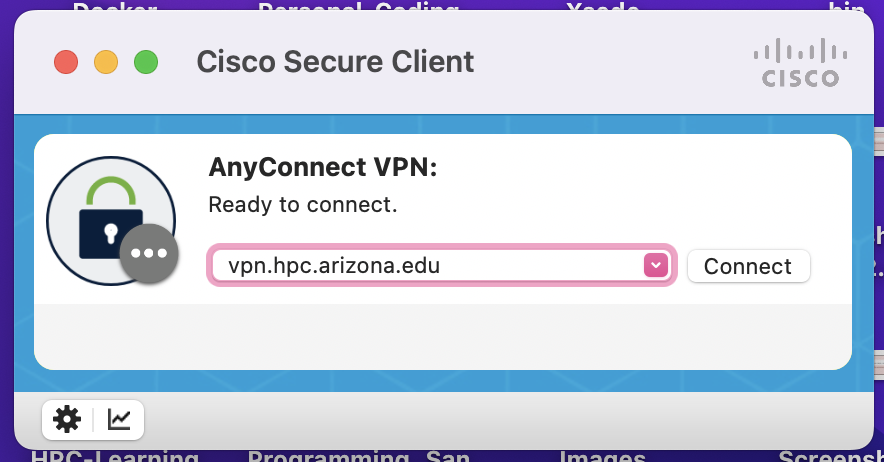 Docker Personal_Coding Xsede bin
Cisco Secure Client
CISCO
AnyConnect VPN:
Ready to connect.
vpn.hpc.arizona.edu
Connect
HPC-Learning Programming_San Images Screensh